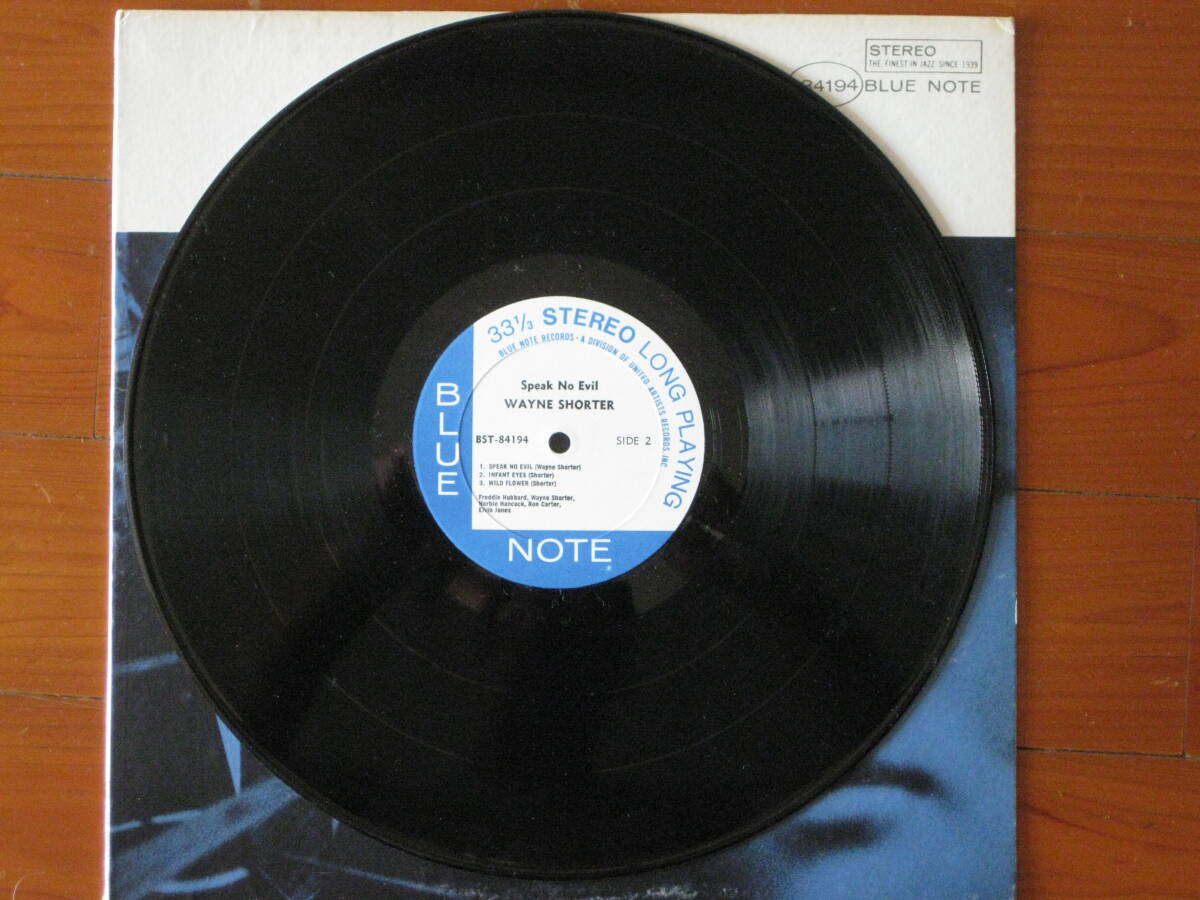 STEREO
THE FINEST IN JAZZ SINCE 1939
84194 BLUE NOTE
33 1/3 STEREO LONG PLAYING
BLUE NOTE RECORDS · A DIVISION OF UNITED ARTISTS RECORDS, INC.
Speak No Evil
WAYNE SHORTER
BST-84194 SIDE 2
1. SPEAK NO EVIL (Wayne Shorter)
2. INFANT EYES (Shorter)
3. WILD FLOWER (Shorter)
Freddie Hubbard, Wayne Shorter,
Herbie Hancock, Ron Carter,
Elvin Jones
BLUE
NOTE